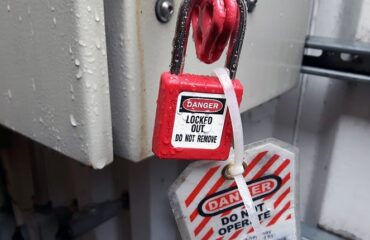 DANGER
LOCKED
OUT
DO NOT REMOVE
DANGER
DO NOT
OPERATE